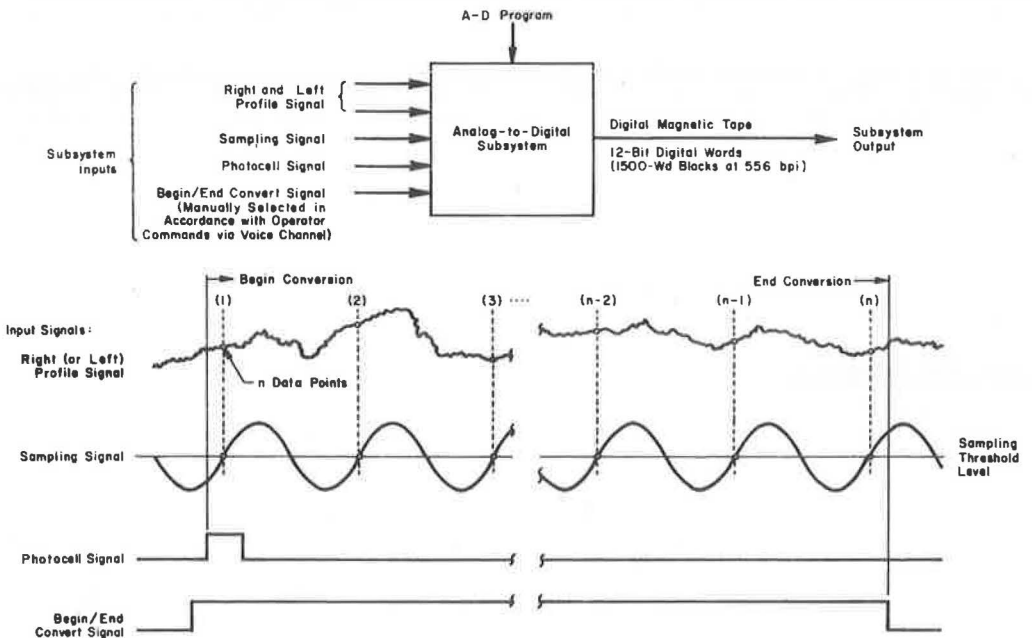 A-D Program
Right and Left
Profile Signal
Sampling Signal
Photocell Signal
Begin/End Convert Signal
(Manually Selected in
Accordance with Operator
Commands via Voice Channel)
Subsystem
Inputs
Analog-to-Digital
Subsystem
Digital Magnetic Tape
12-Bit Digital Words
(1500-Wd Blocks at 556 bpi)
Subsystem
Output
Begin Conversion
End Conversion
(1)
(2)
(3) ....
(n-2)
(n-1)
(n)
Input Signals:
Right (or Left)
Profile Signal
n Data Points
Sampling Signal
Sampling
Threshold
Level
Photocell Signal
Begin/End
Convert Signal